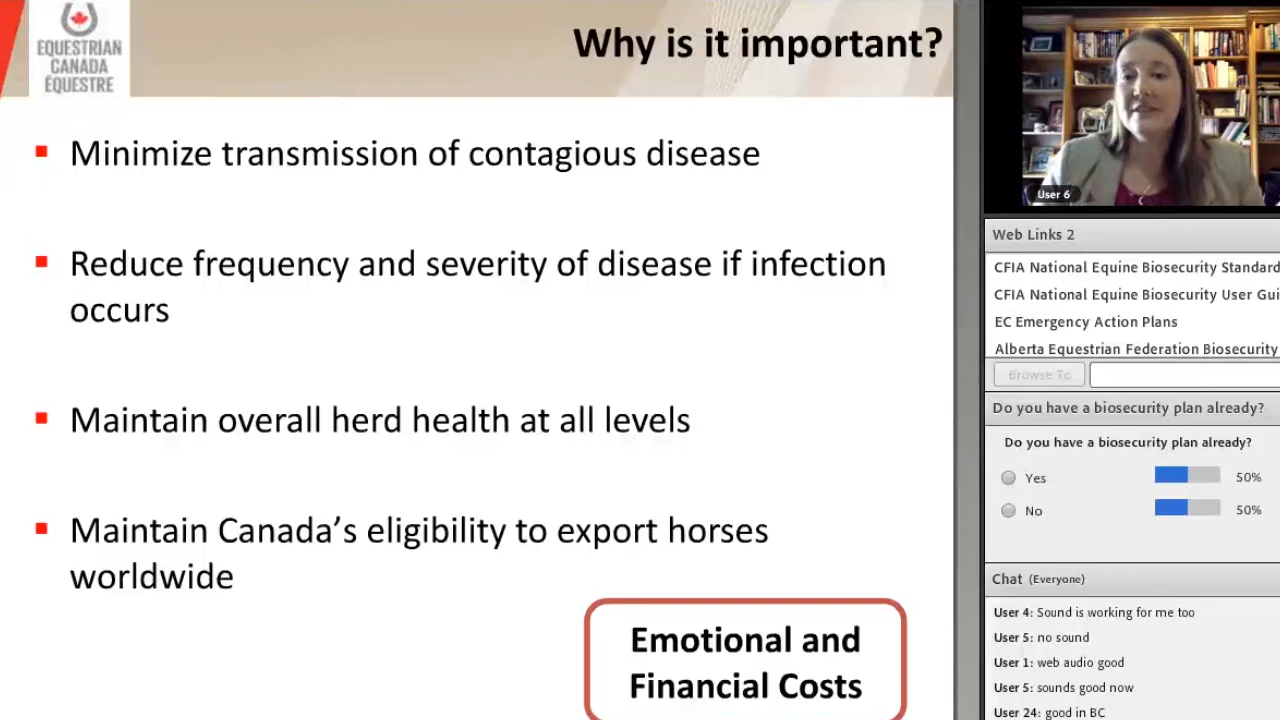 EQUESTRIAN
CANADA
ÉQUESTRE
Why is it important?
Minimize transmission of contagious disease
Reduce frequency and severity of disease if infection
occurs
Maintain overall herd health at all levels
Maintain Canada's eligibility to export horses
worldwide
Emotional and
Financial Costs
User 6
Web Links 2
CFIA National Equine Biosecurity Standard
CFIA National Equine Biosecurity User Gui
EC Emergency Action Plans
Alberta Equestrian Federation Biosecurity
Browse To
Do you have a biosecurity plan already?
Do you have a biosecurity plan already?
Yes 50%
No 50%
Chat (Everyone)
User 4: Sound is working for me too
User 5: no sound
User 1: web audio good
User 5: sounds good now
User 24: good in BC